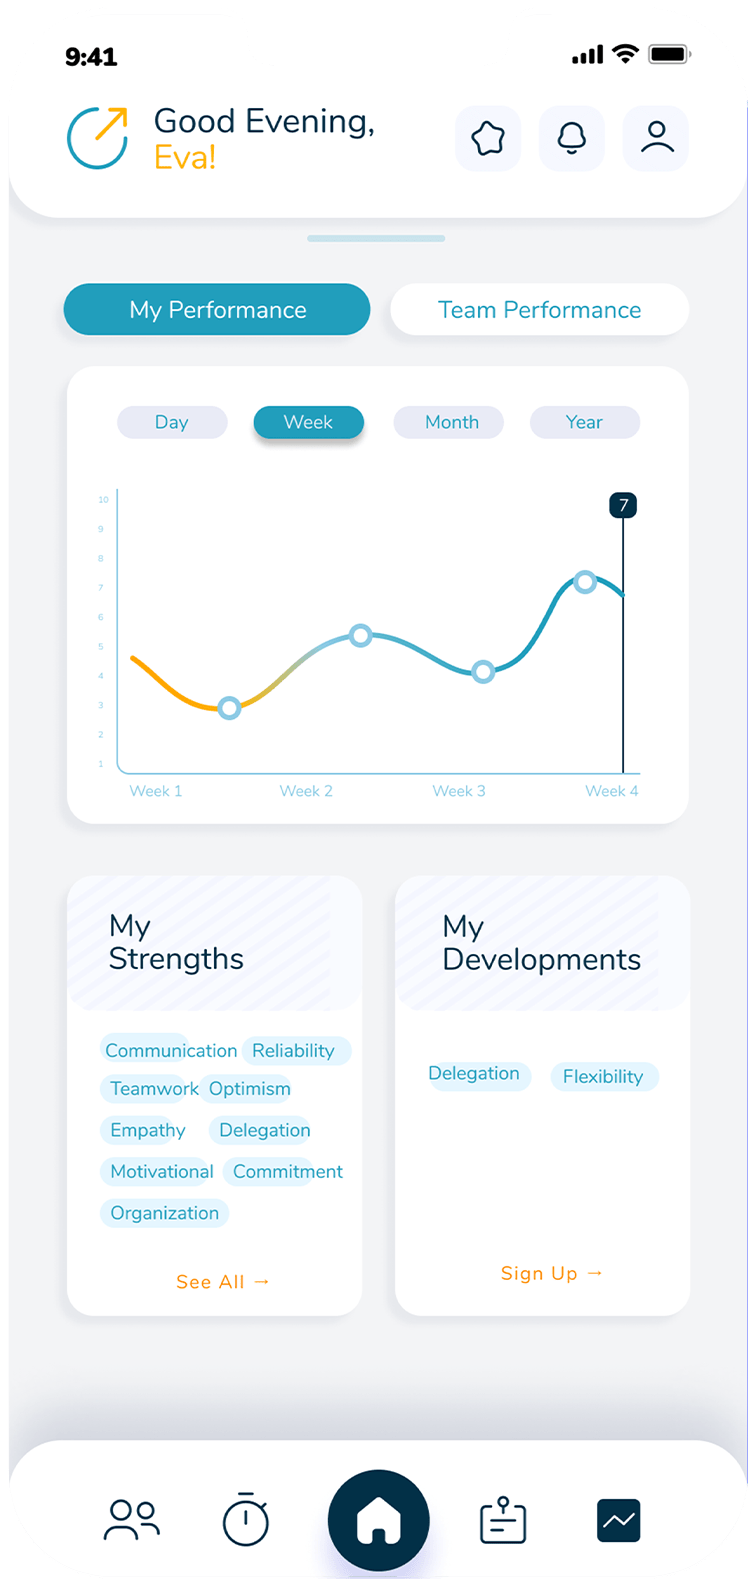 9:41
Good Evening,
Eva!
My Performance Team Performance
Day Week Month Year
7
10
9
8
7
6
5
4
3
2
1
Week 1 Week 2 Week 3 Week 4
My
Strengths
Communication Reliability
Teamwork Optimism
Empathy Delegation
Motivational Commitment
Organization
See All →
My
Developments
Delegation Flexibility
Sign Up →